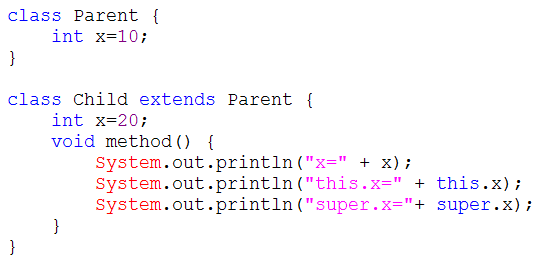 class Parent {
    int x=10;
}

class Child extends Parent {
    int x=20;
    void method() {
        System.out.println("x=" + x);
        System.out.println("this.x=" + this.x);
        System.out.println("super.x="+ super.x);
    }
}